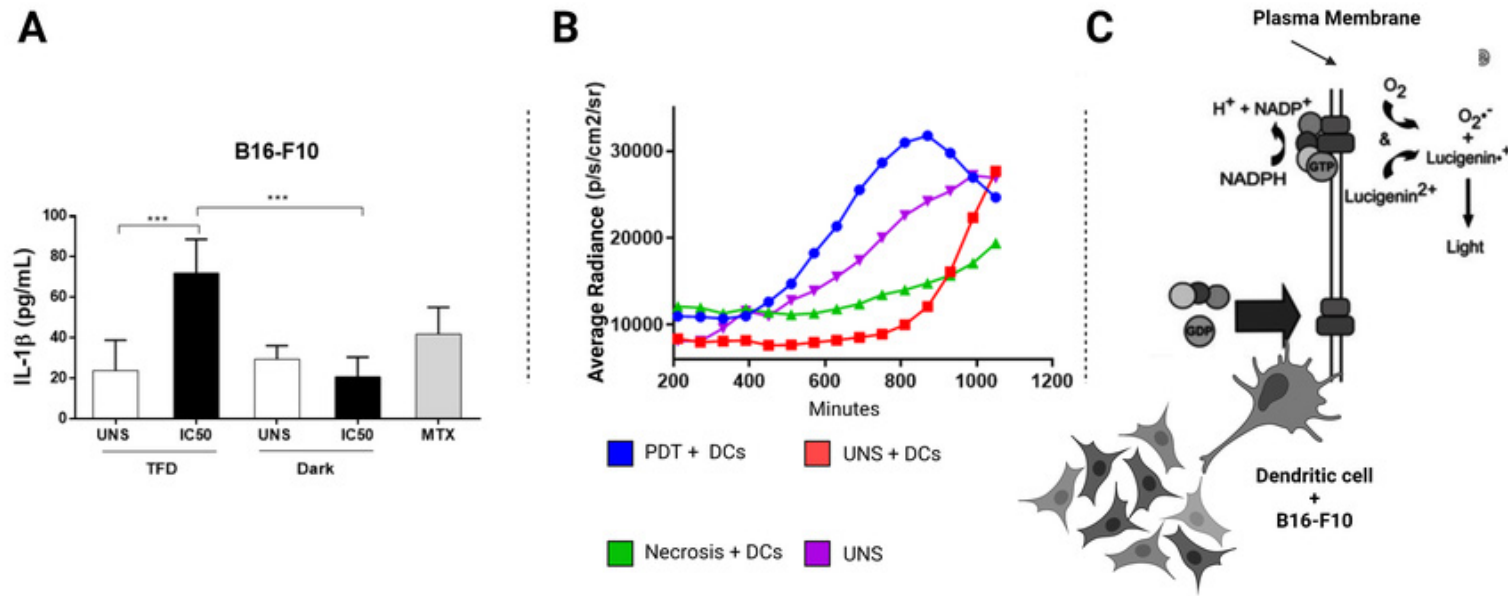 A
B16-F10
***
***
IL-1β (pg/mL)
100
80
60
40
20
0
UNS
IC50
UNS
IC50
MTX
TFD
Dark
B
Average Radiance (p/s/cm2/sr)
30000
20000
10000
200
400
600
800
1000
1200
Minutes
PDT + DCs
UNS + DCs
Necrosis + DCs
UNS
C
Plasma Membrane
H⁺ + NADP⁺
NADPH
GTP
O₂
&
Lucigenin²⁺
O₂•⁻
+
Lucigenin•⁺
Light
GDP
Dendritic cell
+
B16-F10